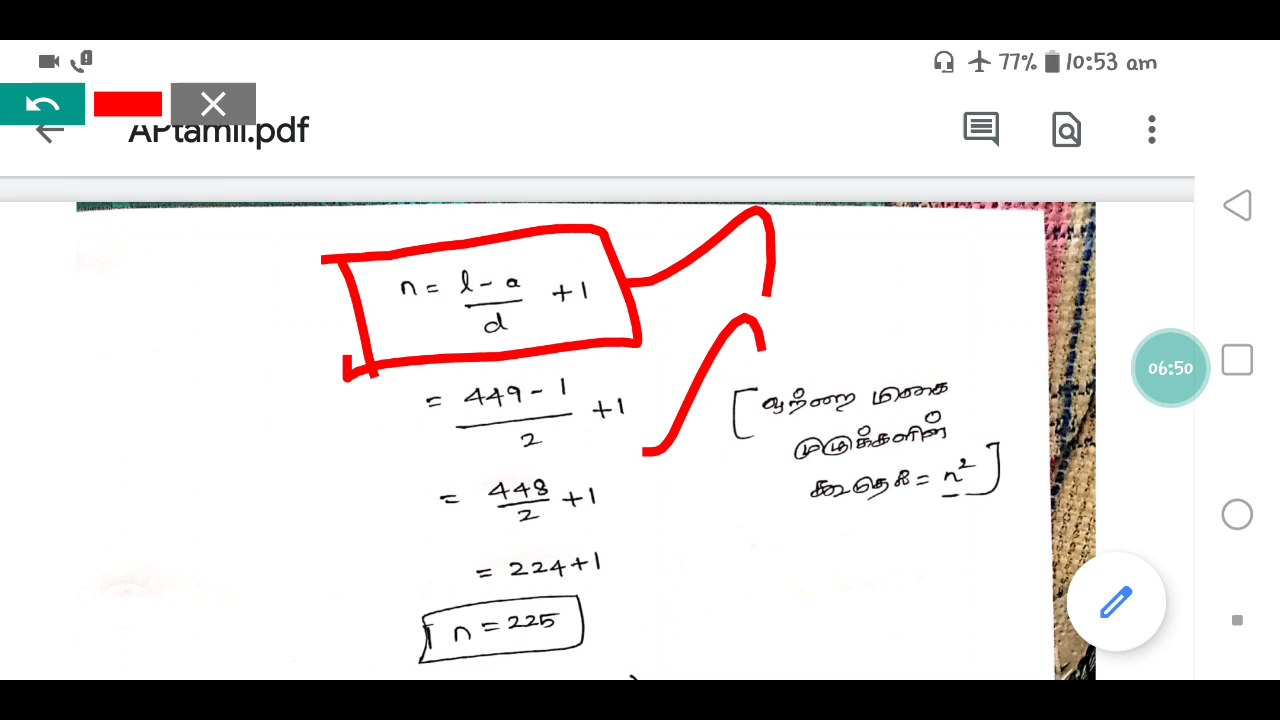 77% 10:53 am
APtamil.pdf
n = l - a / d + 1
= 449 - 1 / 2 + 1
= 448 / 2 + 1
= 224 + 1
n = 225
[ஒற்றை மிகை
முழுக்களின்
கூடுதல் = n²]
06:50